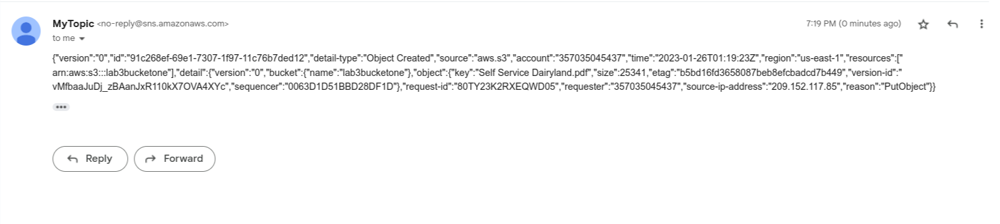 MyTopic <no-reply@sns.amazonaws.com> 7:19 PM (0 minutes ago)
to me
{"version":"0","id":"91c268ef-69e1-7307-1f97-11c76b7ded12","detail-type":"Object Created","source":"aws.s3","account":"357035045437","time":"2023-01-26T01:19:23Z","region":"us-east-1","resources":["
arn:aws:s3:::lab3bucketone"],"detail":{"version":"0","bucket":{"name":"lab3bucketone"},"object":{"key":"Self Service Dairyland.pdf","size":25341,"etag":"b5bd16fd3658087beb8efcbadcd7b449","version-id":"
vMfbaaJuDj_zBAanJxR110kX7OVA4XYc","sequencer":"0063D1D51BBD28DF1D"},"request-id":"80TY23K2RXEQWD05","requester":"357035045437","source-ip-address":"209.152.117.85","reason":"PutObject"}}
Reply Forward